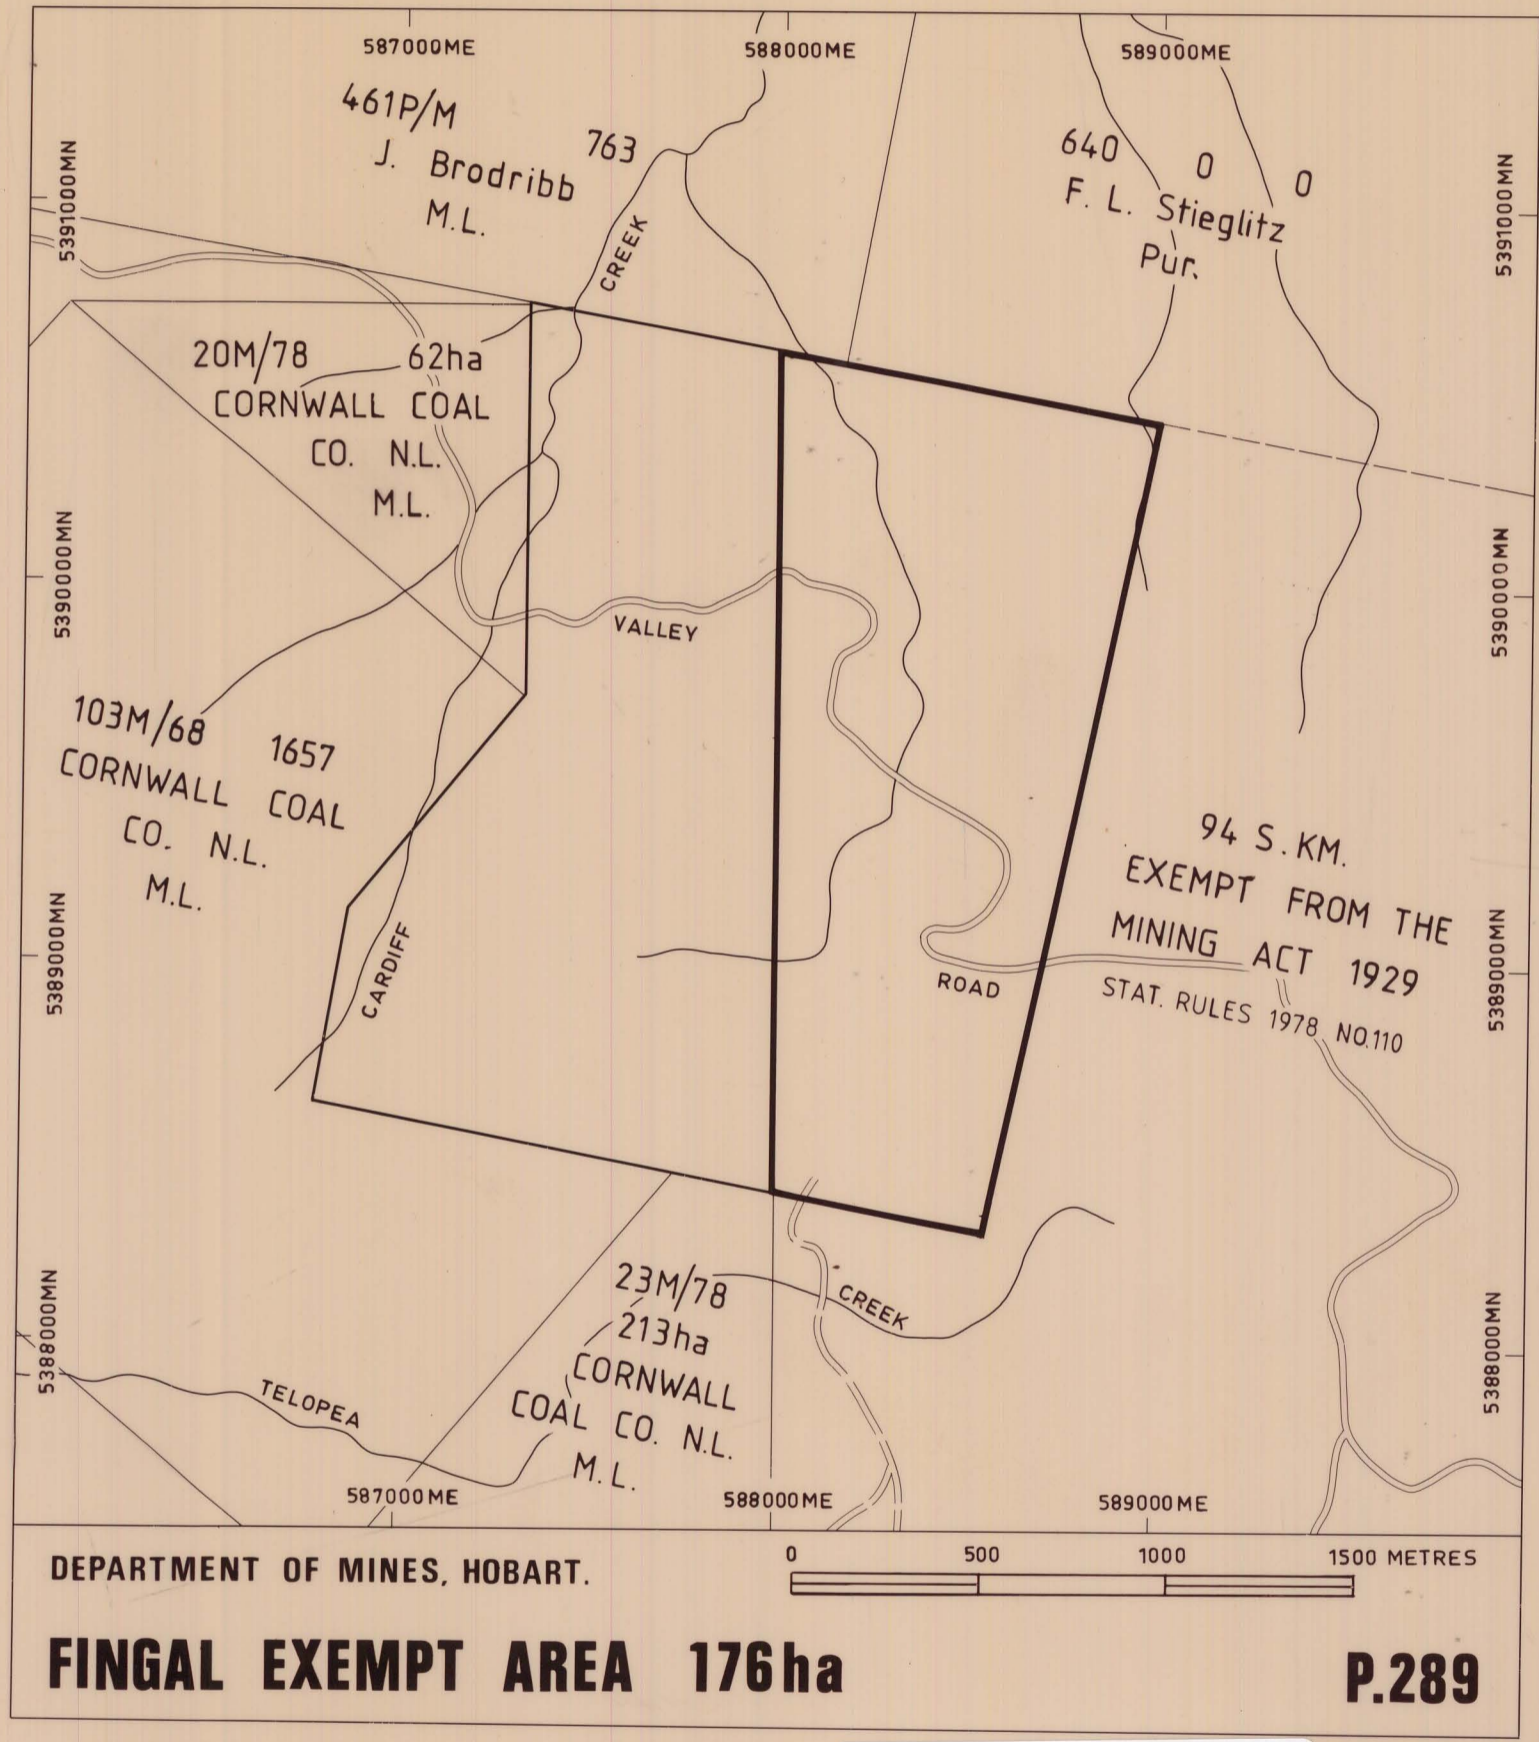 587000ME
588000ME
589000ME
461P/M
763
J. Brodribb
M.L.
640 0 0
F. L. Stieglitz
Pur.
5391000MN
5391000MN
CREEK
20M/78 62ha
CORNWALL COAL
CO. N.L.
M.L.
5390000MN
5390000MN
VALLEY
103M/68 1657
CORNWALL COAL
CO. N.L.
M.L.
94 S.KM.
EXEMPT FROM THE
MINING ACT 1929
STAT. RULES 1978 NO.110
5389000MN
5389000MN
CARDIFF
ROAD
23M/78
213ha
CORNWALL
COAL CO. N.L.
M.L.
CREEK
5388000MN
5388000MN
TELOPEA
587000ME
588000ME
589000ME
DEPARTMENT OF MINES, HOBART.
0 500 1000 1500 METRES
FINGAL EXEMPT AREA 176ha
P.289